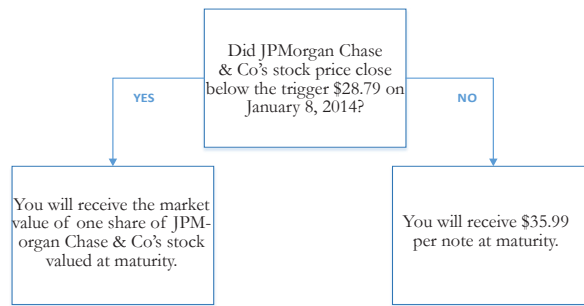 Did JPMorgan Chase
& Co’s stock price close
below the trigger $28.79 on
January 8, 2014?
YES
NO
You will receive the market
value of one share of JPM-
organ Chase & Co’s stock
valued at maturity.
You will receive $35.99
per note at maturity.